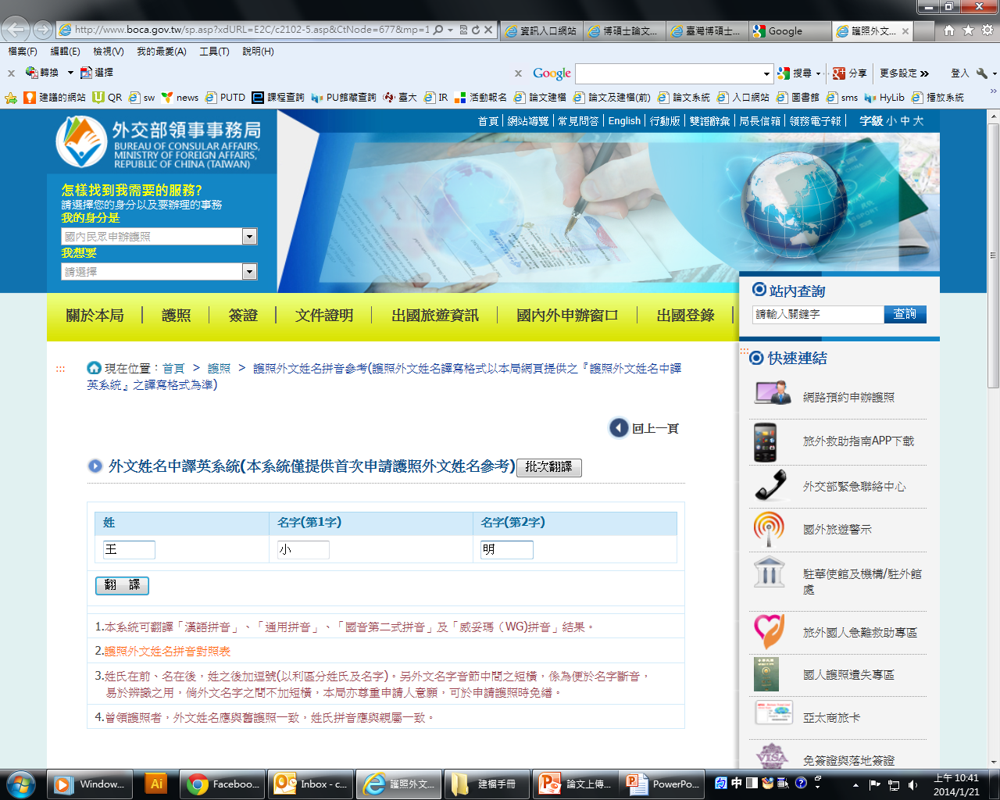 http://www.boca.gov.tw/sp.asp?xdURL=E2C/c2102-5.asp&CtNode=677&mp=1
資訊入口網站
博碩士論文...
臺灣博碩士...
Google
護照外文...
檔案(F) 編輯(E) 檢視(V) 我的最愛(A) 工具(T) 說明(H)
轉換 選擇
Google
搜尋 分享 更多設定 » 登入
建議的網站 QR sw news PUTD 課程查詢 PU館藏查詢 臺大 IR 活動報名 論文建檔 論文及建檔(前) 論文系統 入口網站 圖書館 sms HyLib 播放系統
外交部領事事務局
BUREAU OF CONSULAR AFFAIRS,
MINISTRY OF FOREIGN AFFAIRS,
REPUBLIC OF CHINA (TAIWAN)
首頁 網站導覽 常見問答 English 行動版 雙語辭彙 局長信箱 領務電子報 字級 小 中 大
怎樣找到我需要的服務?
請選擇您的身分以及要辦理的事務
我的身分是
國內民眾申辦護照
我想要
請選擇
關於本局 護照 簽證 文件證明 出國旅遊資訊 國內外申辦窗口 出國登錄
站內查詢
請輸入關鍵字 查詢
現在位置：首頁 > 護照 > 護照外文姓名拼音參考(護照外文姓名譯寫格式以本局網頁提供之『護照外文姓名中譯
英系統』之譯寫格式為準)
回上一頁
外文姓名中譯英系統(本系統僅提供首次申請護照外文姓名參考) 批次翻譯
姓 名字(第1字) 名字(第2字)
王 小 明
翻 譯
1.本系統可翻譯「漢語拼音」、「通用拼音」、「國音第二式拼音」及「威妥瑪（WG)拼音」結果。
2.護照外文姓名拼音對照表
3.姓氏在前、名在後，姓之後加逗號(以利區分姓氏及名字)。另外文名字音節中間之短橫，係為便於名字斷音，
易於辨識之用，倘外文名字之間不加短橫，本局亦尊重申請人意願，可於申請護照時免繕。
4.曾領護照者，外文姓名應與舊護照一致，姓氏拼音應與親屬一致。
快速連結
網路預約申辦護照
旅外救助指南APP下載
外交部緊急聯絡中心
國外旅遊警示
駐華使館及機構/駐外館
處
旅外國人急難救助專區
國人護照遺失專區
亞太商旅卡
免簽證與落地簽證
Window... Ai Faceboo... Inbox - c... 護照外文... 建檔手冊 論文上傳... PowerPo...
中
上午 10:41
2014/1/21